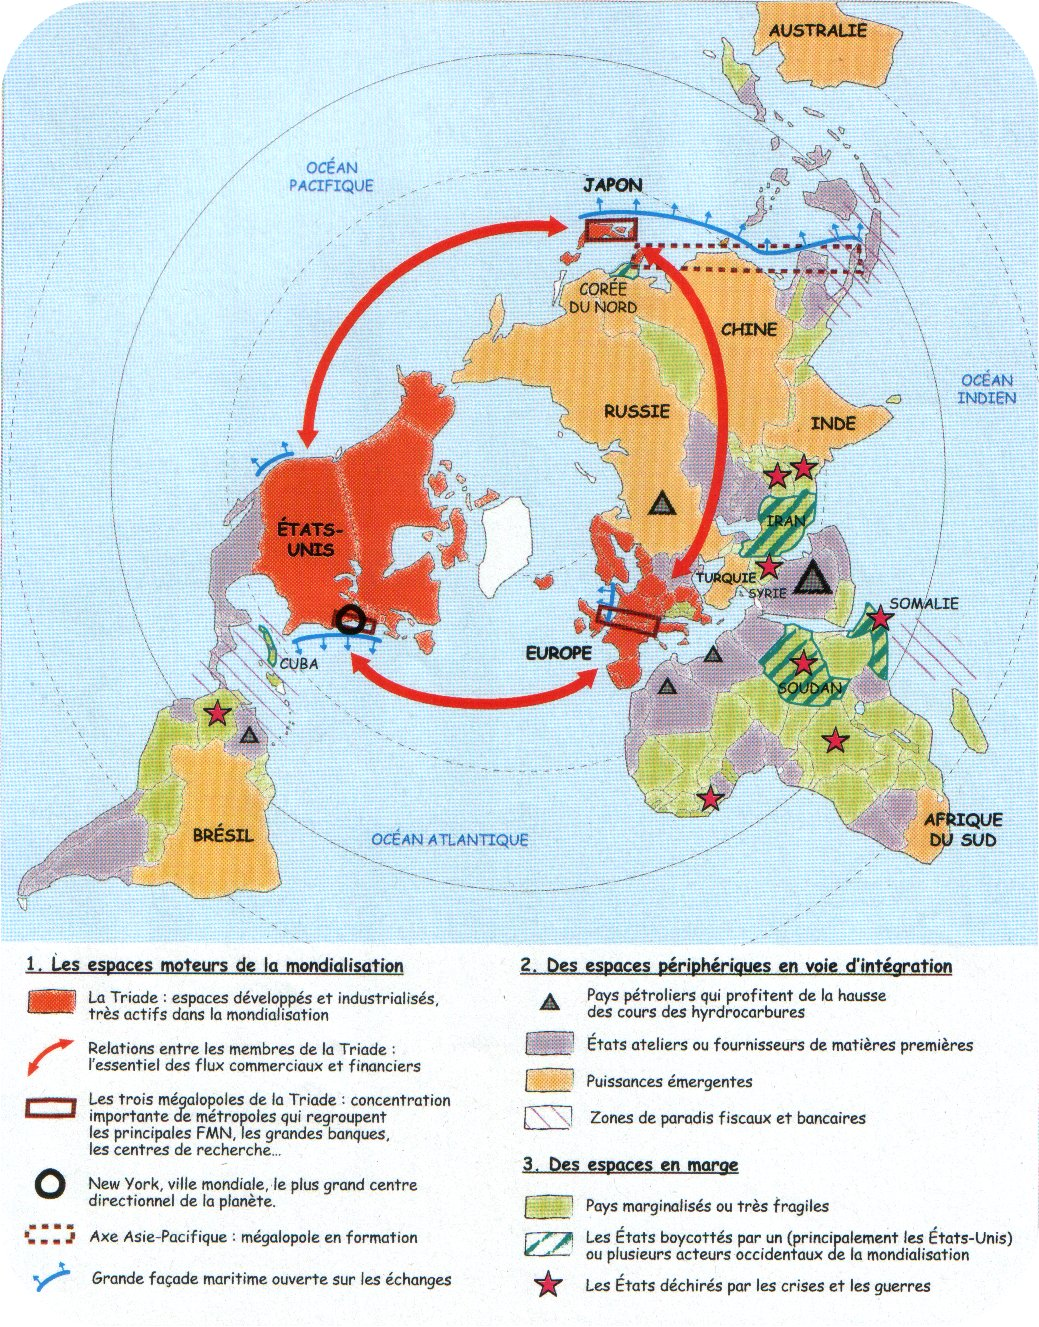 AUSTRALIE
OCÉAN
PACIFIQUE
JAPON
CORÉE
DU NORD
CHINE
OCÉAN
INDIEN
RUSSIE
INDE
ÉTATS-
UNIS
IRAN
TURQUIE
SYRIE
SOMALIE
EUROPE
CUBA
SOUDAN
BRÉSIL
OCÉAN ATLANTIQUE
AFRIQUE
DU SUD
1. Les espaces moteurs de la mondialisation
La Triade : espaces développés et industrialisés,
très actifs dans la mondialisation
Relations entre les membres de la Triade :
l'essentiel des flux commerciaux et financiers
Les trois mégalopoles de la Triade : concentration
importante de métropoles qui regroupent
les principales FMN, les grandes banques,
les centres de recherche...
New York, ville mondiale, le plus grand centre
directionnel de la planète.
Axe Asie-Pacifique : mégalopole en formation
Grande façade maritime ouverte sur les échanges
2. Des espaces périphériques en voie d'intégration
Pays pétroliers qui profitent de la hausse
des cours des hyrdocarbures
États ateliers ou fournisseurs de matières premières
Puissances émergentes
Zones de paradis fiscaux et bancaires
3. Des espaces en marge
Pays marginalisés ou très fragiles
Les États boycottés par un (principalement les États-Unis)
ou plusieurs acteurs occidentaux de la mondialisation
Les États déchirés par les crises et les guerres